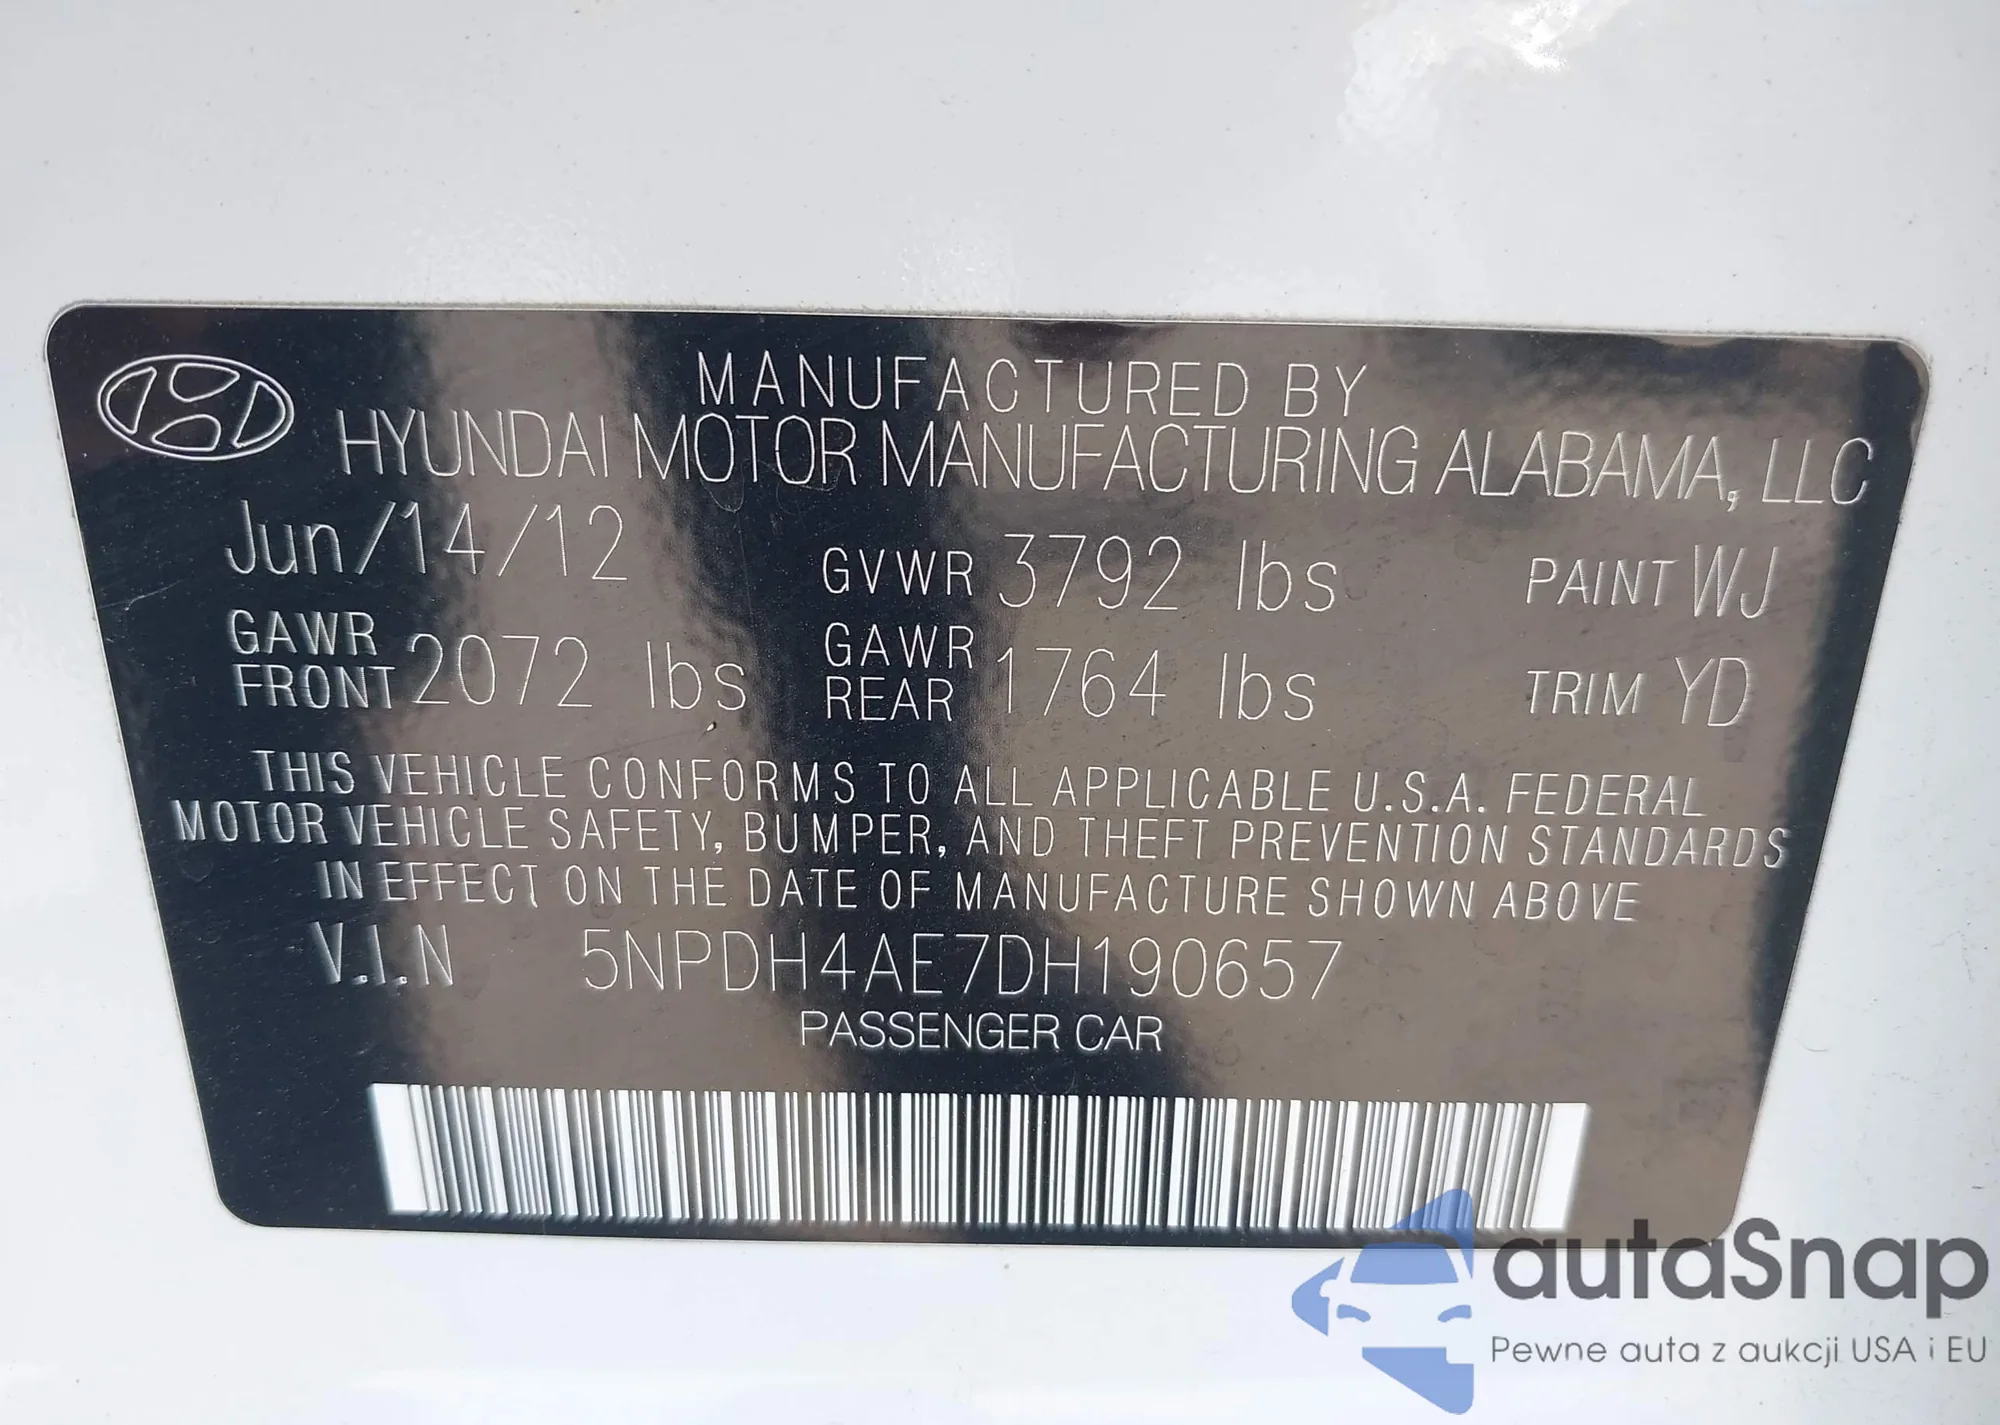 MANUFACTURED BY
HYUNDAI MOTOR MANUFACTURING ALABAMA, LLC
Jun/14/12 GVWR 3792 lbs PAINT WJ
GAWR FRONT 2072 lbs GAWR REAR 1764 lbs TRIM YD
THIS VEHICLE CONFORMS TO ALL APPLICABLE U.S.A. FEDERAL
MOTOR VEHICLE SAFETY, BUMPER, AND THEFT PREVENTION STANDARDS
IN EFFECT ON THE DATE OF MANUFACTURE SHOWN ABOVE
V.I.N 5NPDH4AE7DH190657
PASSENGER CAR
autaSnap
Pewne auta z aukcji USA i EU